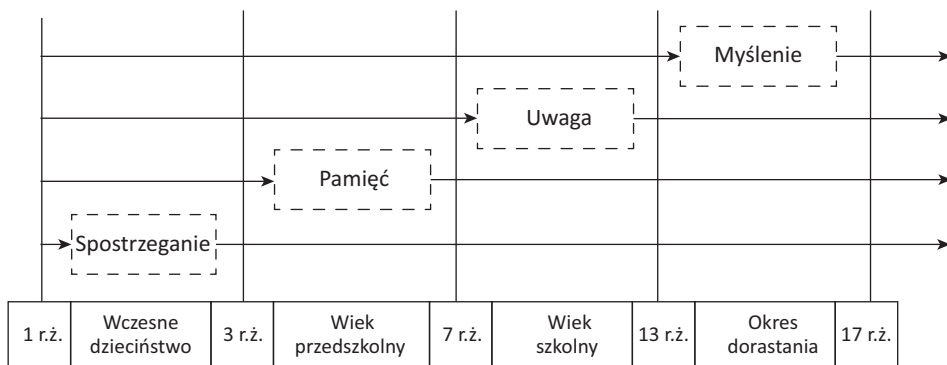 Myślenie
Uwaga
Pamięć
Spostrzeganie
1 r.ż.
Wczesne
dzieciństwo
3 r.ż.
Wiek
przedszkolny
7 r.ż.
Wiek
szkolny
13 r.ż.
Okres
dorastania
17 r.ż.